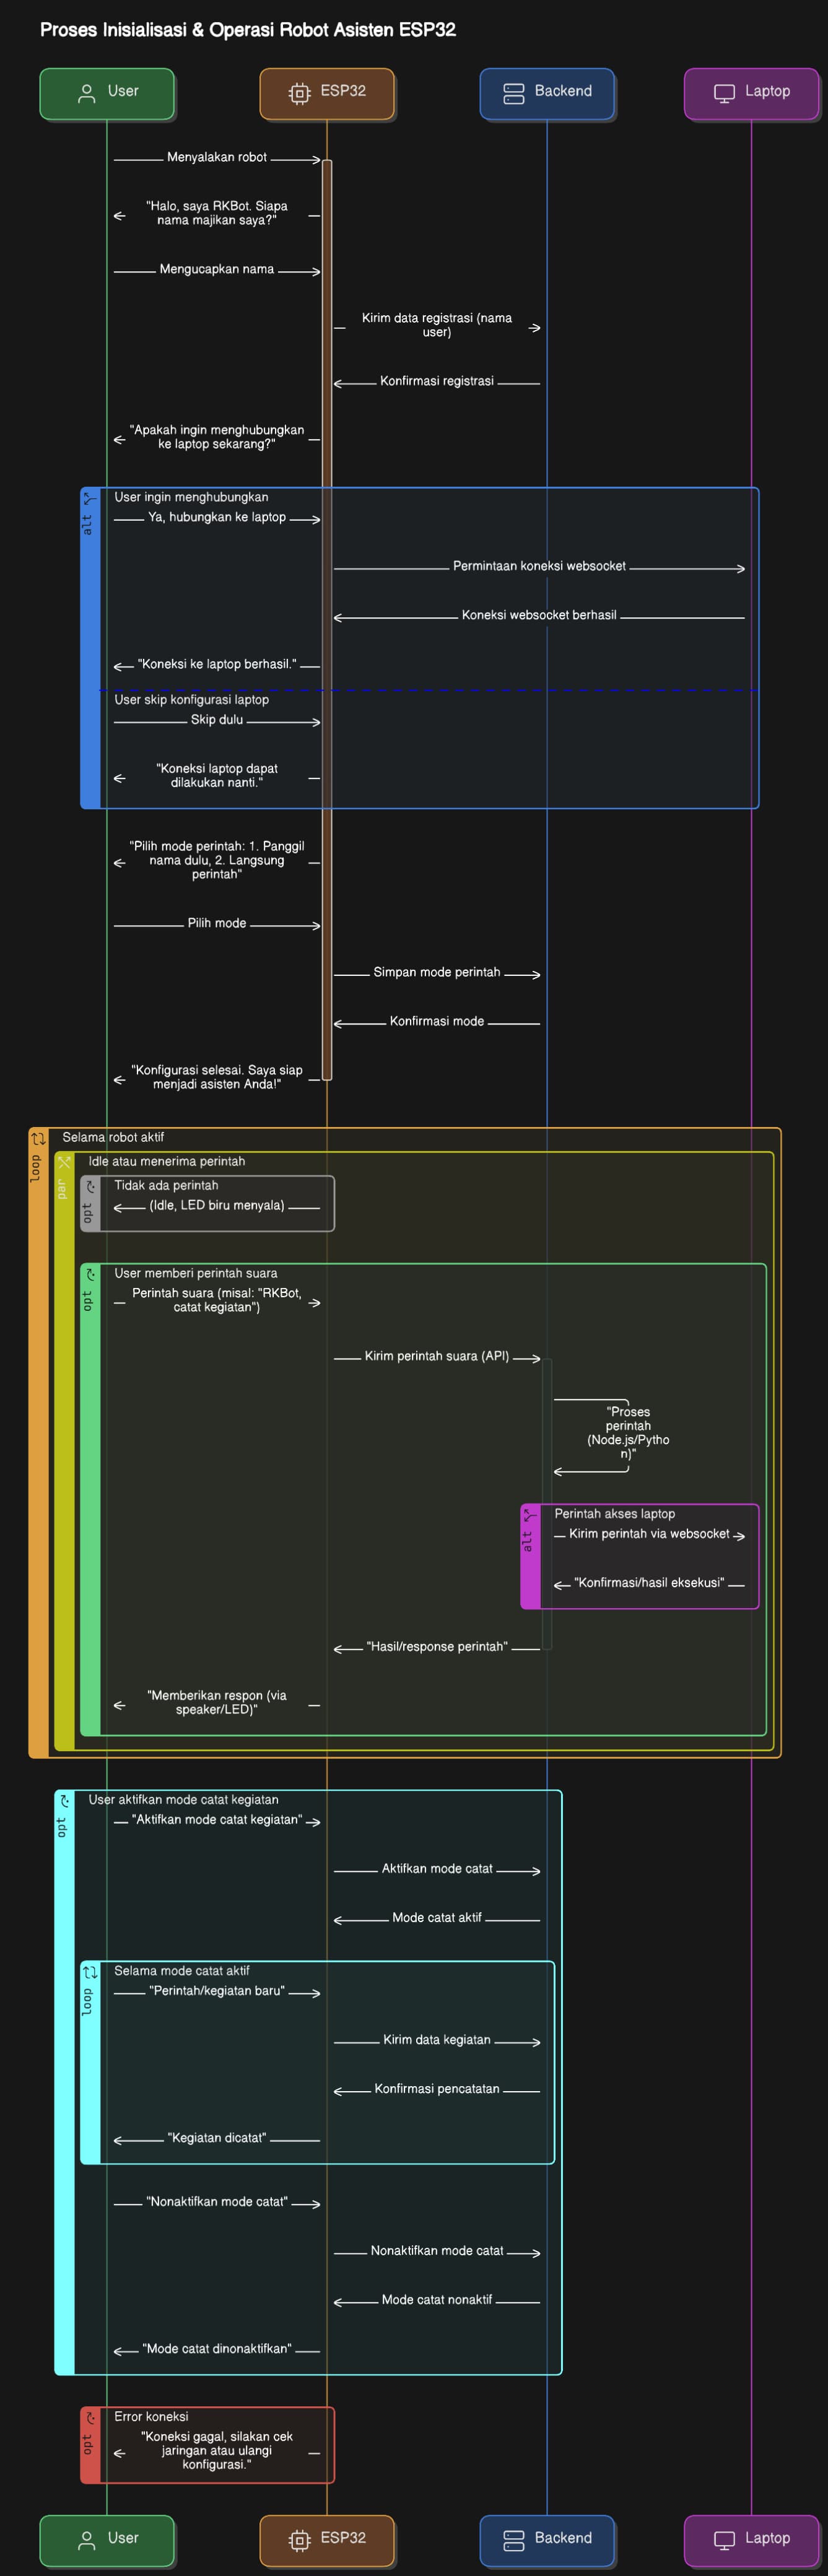 Proses Inisialisasi & Operasi Robot Asisten ESP32
User
ESP32
Backend
Laptop
Menyalakan robot
"Halo, saya RKBot. Siapa
nama majikan saya?"
Mengucapkan nama
Kirim data registrasi (nama
user)
Konfirmasi registrasi
"Apakah ingin menghubungkan
ke laptop sekarang?"
alt
User ingin menghubungkan
Ya, hubungkan ke laptop
Permintaan koneksi websocket
Koneksi websocket berhasil
"Koneksi ke laptop berhasil."
User skip konfigurasi laptop
Skip dulu
"Koneksi laptop dapat
dilakukan nanti."
"Pilih mode perintah: 1. Panggil
nama dulu, 2. Langsung
perintah"
Pilih mode
Simpan mode perintah
Konfirmasi mode
"Konfigurasi selesai. Saya siap
menjadi asisten Anda!"
loop
Selama robot aktif
par
Idle atau menerima perintah
opt
Tidak ada perintah
(Idle, LED biru menyala)
opt
User memberi perintah suara
Perintah suara (misal: "RKBot,
catat kegiatan")
Kirim perintah suara (API)
"Proses
perintah
(Node.js/Pytho
n)"
alt
Perintah akses laptop
Kirim perintah via websocket
"Konfirmasi/hasil eksekusi"
"Hasil/response perintah"
"Memberikan respon (via
speaker/LED)"
opt
User aktifkan mode catat kegiatan
"Aktifkan mode catat kegiatan"
Aktifkan mode catat
Mode catat aktif
loop
Selama mode catat aktif
"Perintah/kegiatan baru"
Kirim data kegiatan
Konfirmasi pencatatan
"Kegiatan dicatat"
"Nonaktifkan mode catat"
Nonaktifkan mode catat
Mode catat nonaktif
"Mode catat dinonaktifkan"
opt
Error koneksi
"Koneksi gagal, silakan cek
jaringan atau ulangi
konfigurasi."
User
ESP32
Backend
Laptop